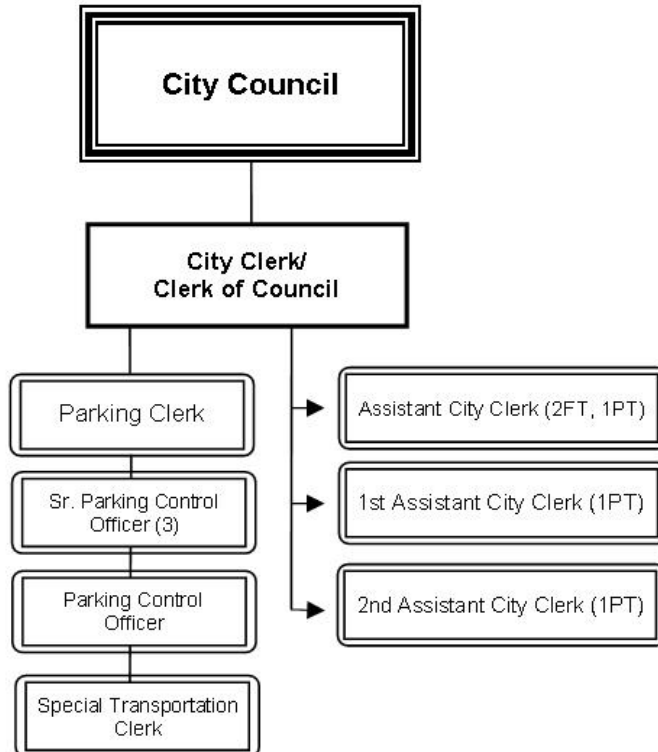 City Council
City Clerk/
Clerk of Council
Parking Clerk
Sr. Parking Control
Officer (3)
Parking Control
Officer
Special Transportation
Clerk
Assistant City Clerk (2FT, 1PT)
1st Assistant City Clerk (1PT)
2nd Assistant City Clerk (1PT)